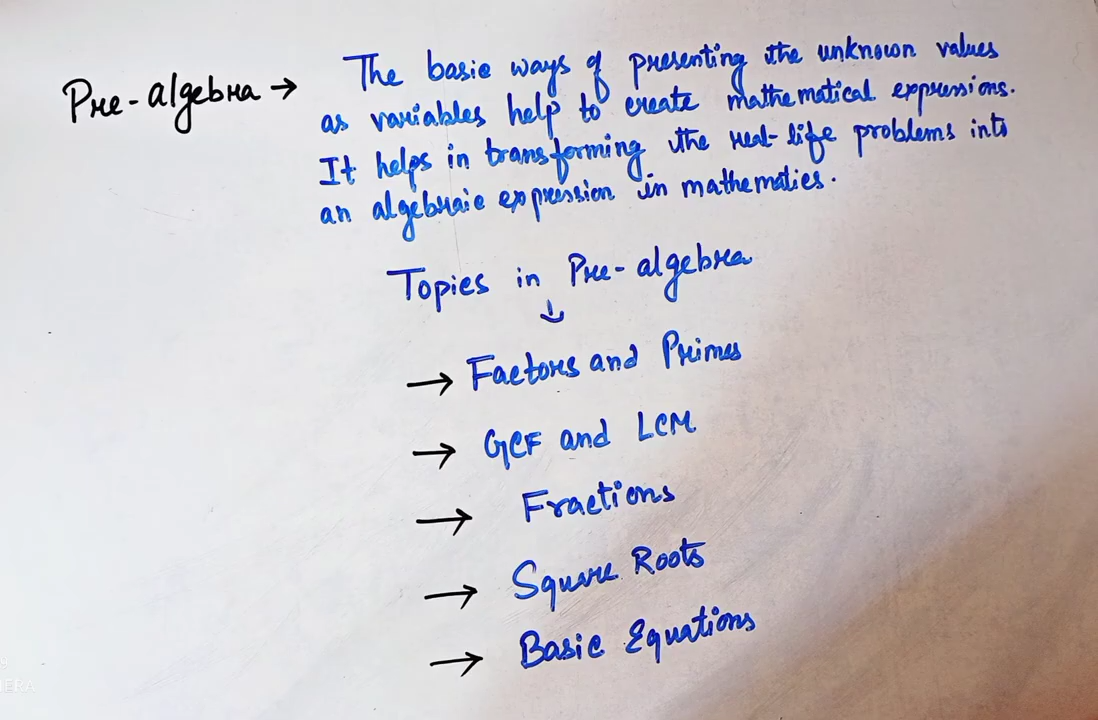 Pre-algebra → The basic ways of presenting the unknown values
as variables help to create mathematical expressions.
It helps in transforming the real-life problems into
an algebraic expression in mathematics.
Topics in Pre-algebra
↓
→ Factors and Primes
→ GCF and LCM
→ Fractions
→ Square Roots
→ Basic Equations